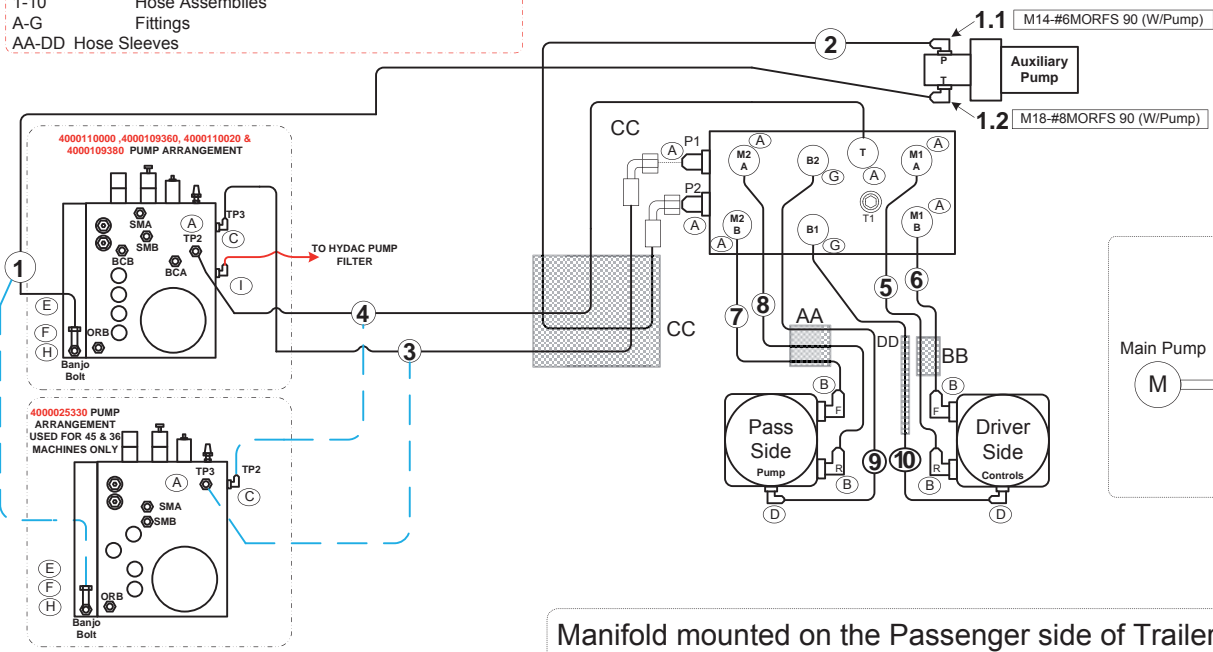 1-10 Hose Assemblies
A-G Fittings
AA-DD Hose Sleeves
1.1 M14-#6MORFS 90 (W/Pump)
2
P
T
Auxiliary
Pump
1.2 M18-#8MORFS 90 (W/Pump)
4000110000 ,4000109360, 4000110020 &
4000109380 PUMP ARRANGEMENT
SMA
SMB
BCB
BCA
A
TP2
TP3
C
I
TO HYDAC PUMP
FILTER
1
E
F
H
ORB
Banjo
Bolt
4
3
CC
CC
A
P1
P2
A
M2
A
A
B2
G
T
A
M1
A
A
T1
M2
B
A
B1
G
M1
B
A
7
8
AA
5
6
DD
BB
B
F
Pass
Side
Pump
R
B
D
9
10
B
F
Driver
Side
Controls
R
B
D
Main Pump
M
4000025330 PUMP
ARRANGEMENT
USED FOR 45 & 36
MACHINES ONLY
A
TP3
TP2
C
SMA
SMB
E
F
H
ORB
Banjo
Bolt
Manifold mounted on the Passenger side of Trailer